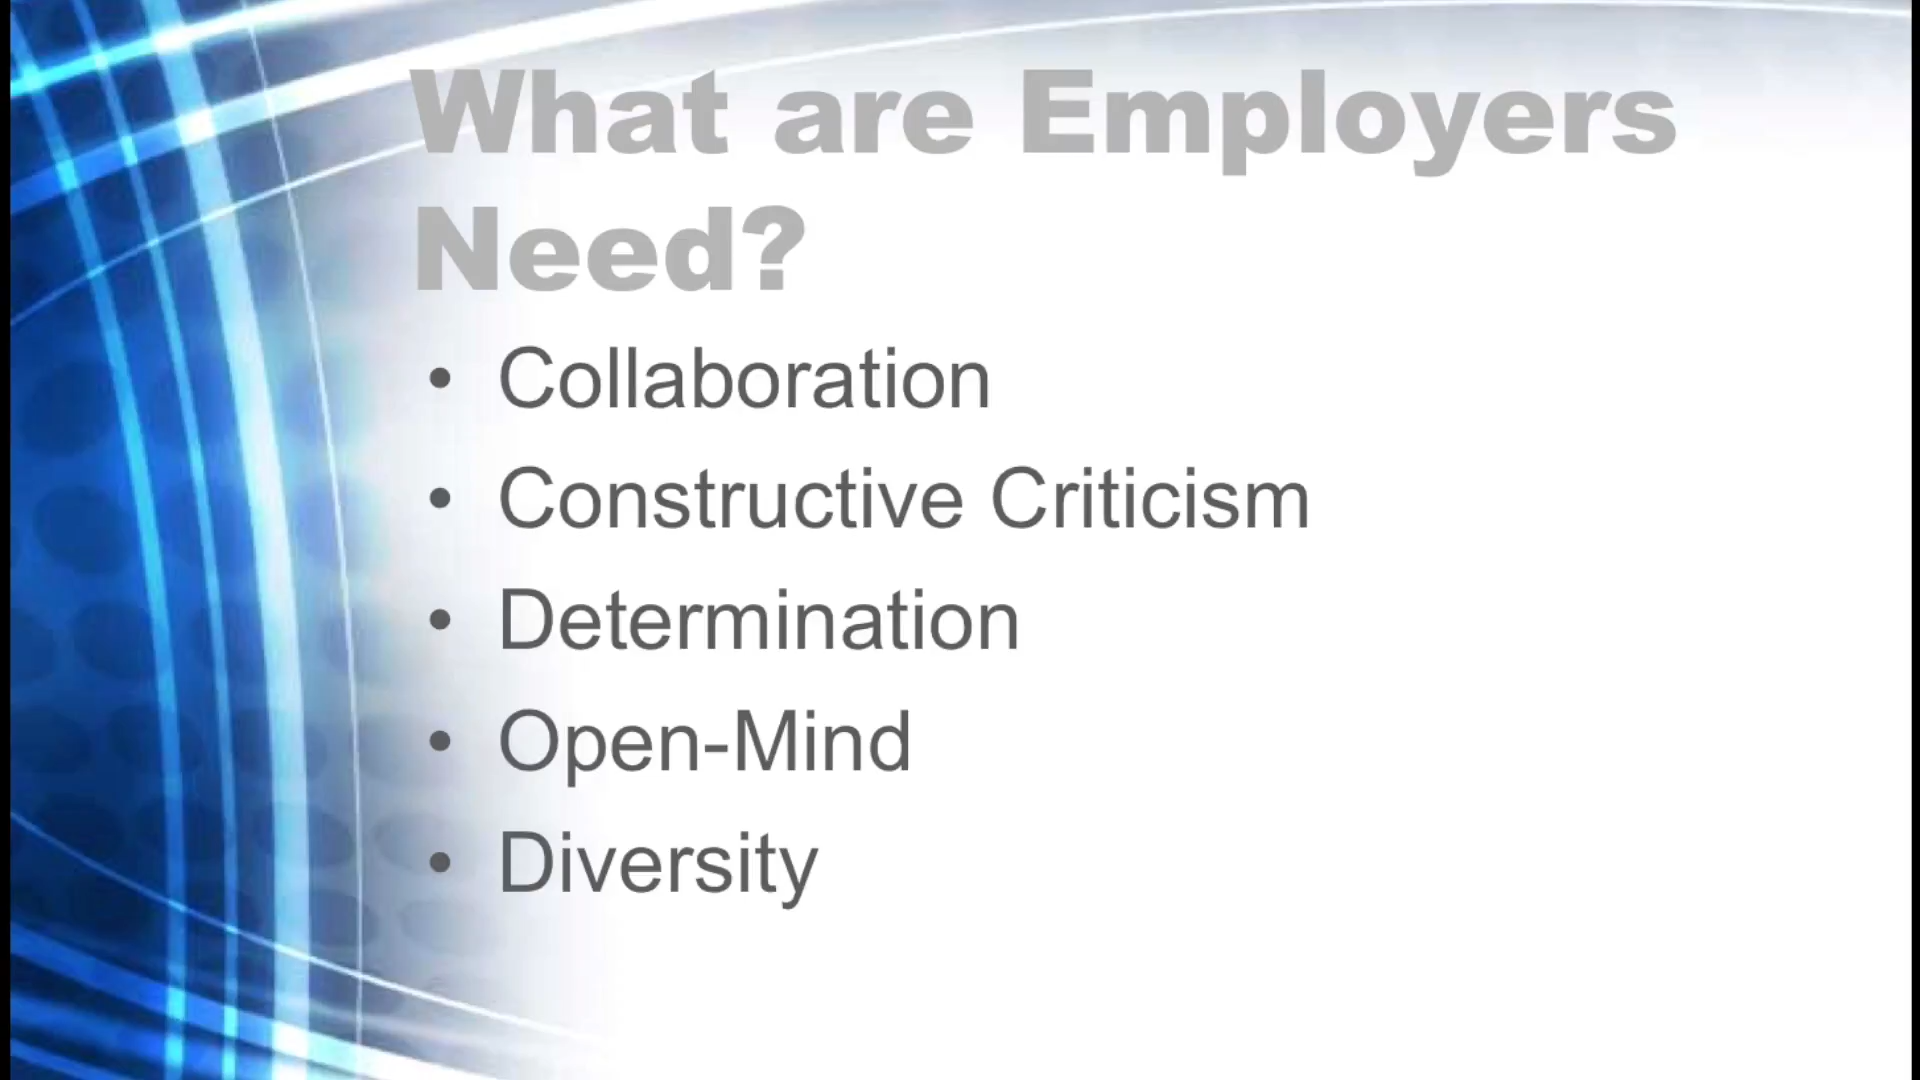 What are Employers
Need?
• Collaboration
• Constructive Criticism
• Determination
• Open-Mind
• Diversity